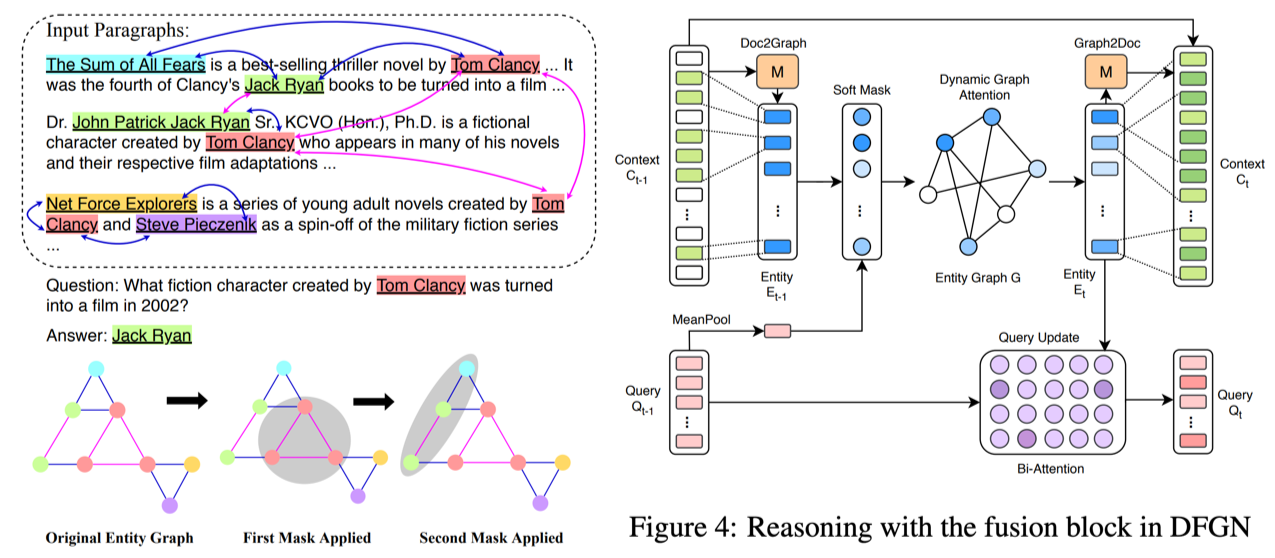 Input Paragraphs:
The Sum of All Fears is a best-selling thriller novel by Tom Clancy ... It
was the fourth of Clancy's Jack Ryan books to be turned into a film ...
Dr. John Patrick Jack Ryan Sr., KCVO (Hon.), Ph.D. is a fictional
character created by Tom Clancy who appears in many of his novels
and their respective film adaptations ...
Net Force Explorers is a series of young adult novels created by Tom
Clancy and Steve Pieczenik as a spin-off of the military fiction series
...
Question: What fiction character created by Tom Clancy was turned
into a film in 2002?
Answer: Jack Ryan
Original Entity Graph
First Mask Applied
Second Mask Applied
Doc2Graph
M
Graph2Doc
M
Soft Mask
Dynamic Graph
Attention
Context
Ct-1
...
Entity
Et-1
Entity Graph G
Entity
Et
Context
Ct
MeanPool
Query Update
Query
Qt-1
Bi-Attention
Query
Qt
Figure 4: Reasoning with the fusion block in DFGN